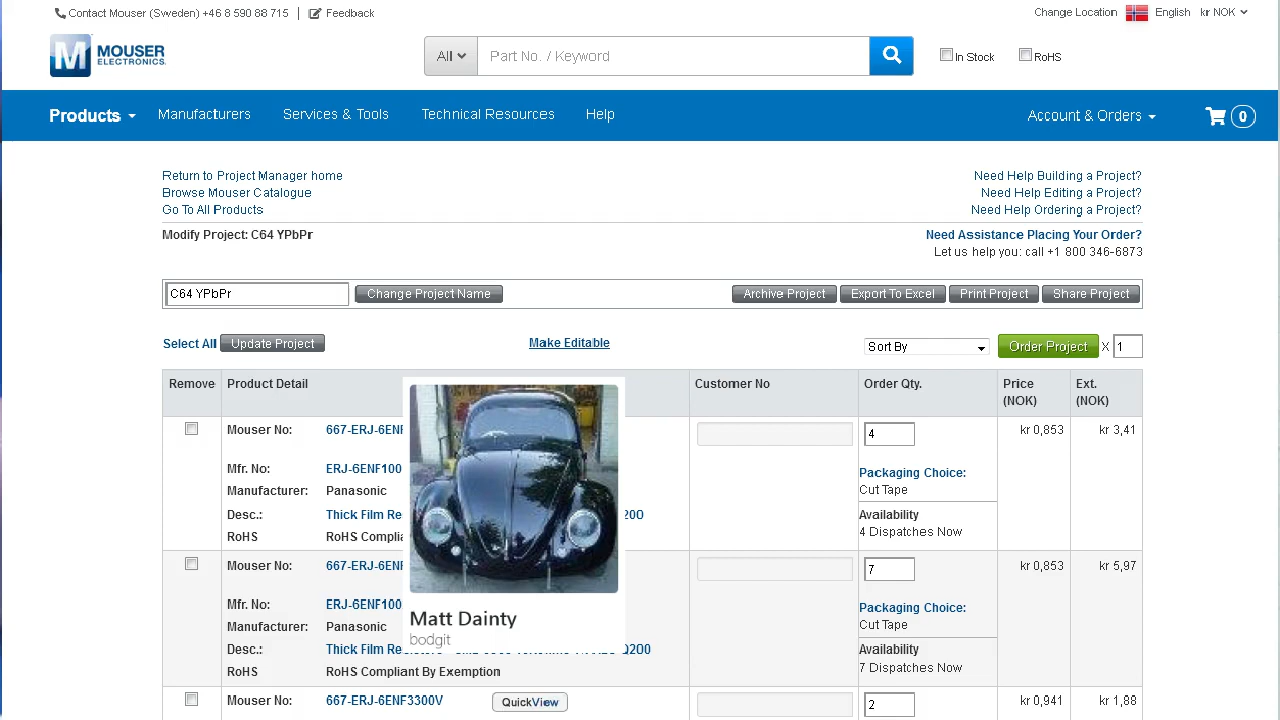 Contact Mouser (Sweden) +46 8 590 88 715 | Feedback
Change Location English kr NOK
M MOUSER ELECTRONICS
All Part No. / Keyword
In Stock RoHS
Products Manufacturers Services & Tools Technical Resources Help Account & Orders 0
Return to Project Manager home
Need Help Building a Project?
Browse Mouser Catalogue
Need Help Editing a Project?
Go To All Products
Need Help Ordering a Project?
Modify Project: C64 YPbPr
Need Assistance Placing Your Order?
Let us help you: call +1 800 346-6873
C64 YPbPr Change Project Name Archive Project Export To Excel Print Project Share Project
Select All Update Project Make Editable Sort By Order Project X 1
Remove Product Detail Customer No Order Qty. Price (NOK) Ext. (NOK)
Mouser No: 667-ERJ-6ENF 4 kr 0,853 kr 3,41
Mfr. No: ERJ-6ENF100
Packaging Choice:
Manufacturer: Panasonic
Cut Tape
Desc.: Thick Film Re 200
Availability
RoHS RoHS Complia
4 Dispatches Now
Mouser No: 667-ERJ-6ENF 7 kr 0,853 kr 5,97
Mfr. No: ERJ-6ENF100
Packaging Choice:
Manufacturer: Panasonic
Cut Tape
Matt Dainty
bodgit
Desc.: Thick Film Q200
Availability
RoHS RoHS Compliant By Exemption
7 Dispatches Now
Mouser No: 667-ERJ-6ENF3300V QuickView 2 kr 0,941 kr 1,88